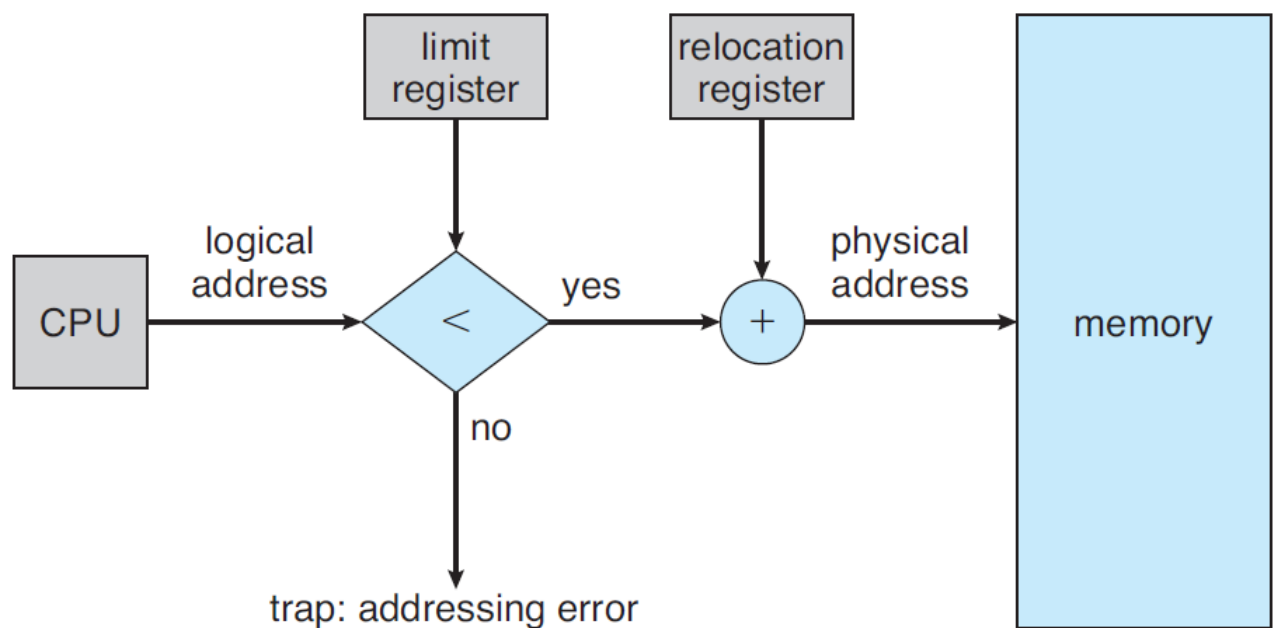 limit
register
relocation
register
logical
address
physical
address
CPU
<
yes
+
memory
no
trap: addressing error